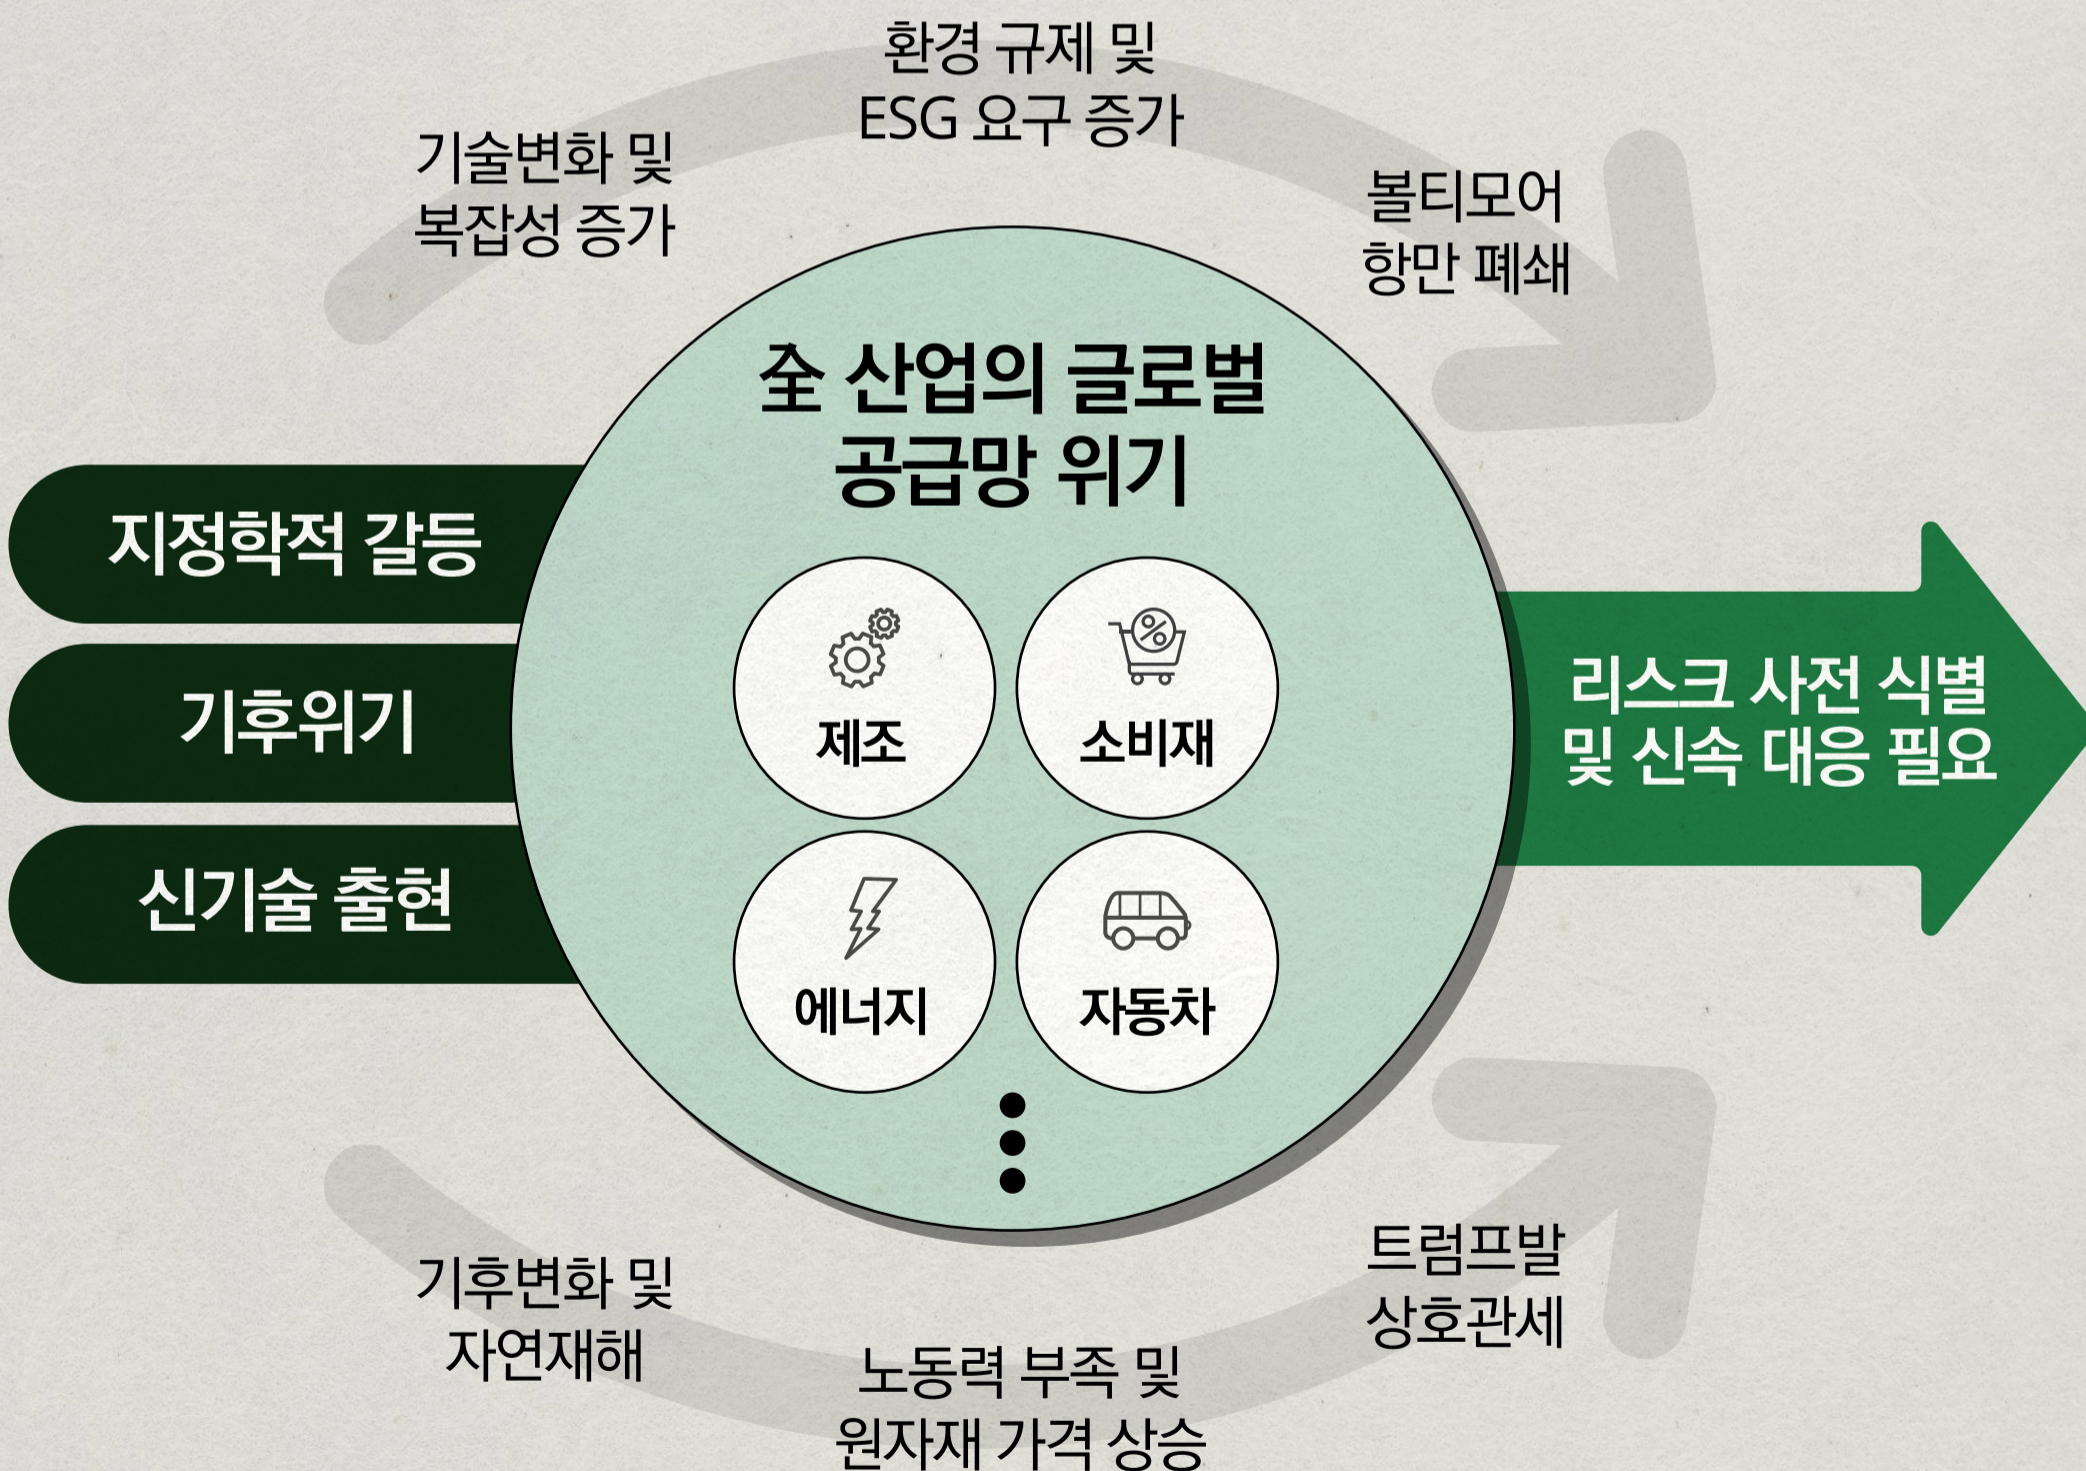 환경 규제 및
ESG 요구 증가
기술변화 및
복잡성 증가
볼티모어
항만 폐쇄
全 산업의 글로벌
공급망 위기
지정학적 갈등
기후위기
신기술 출현
제조
소비재
에너지
자동차
리스크 사전 식별
및 신속 대응 필요
기후변화 및
자연재해
노동력 부족 및
원자재 가격 상승
트럼프발
상호관세